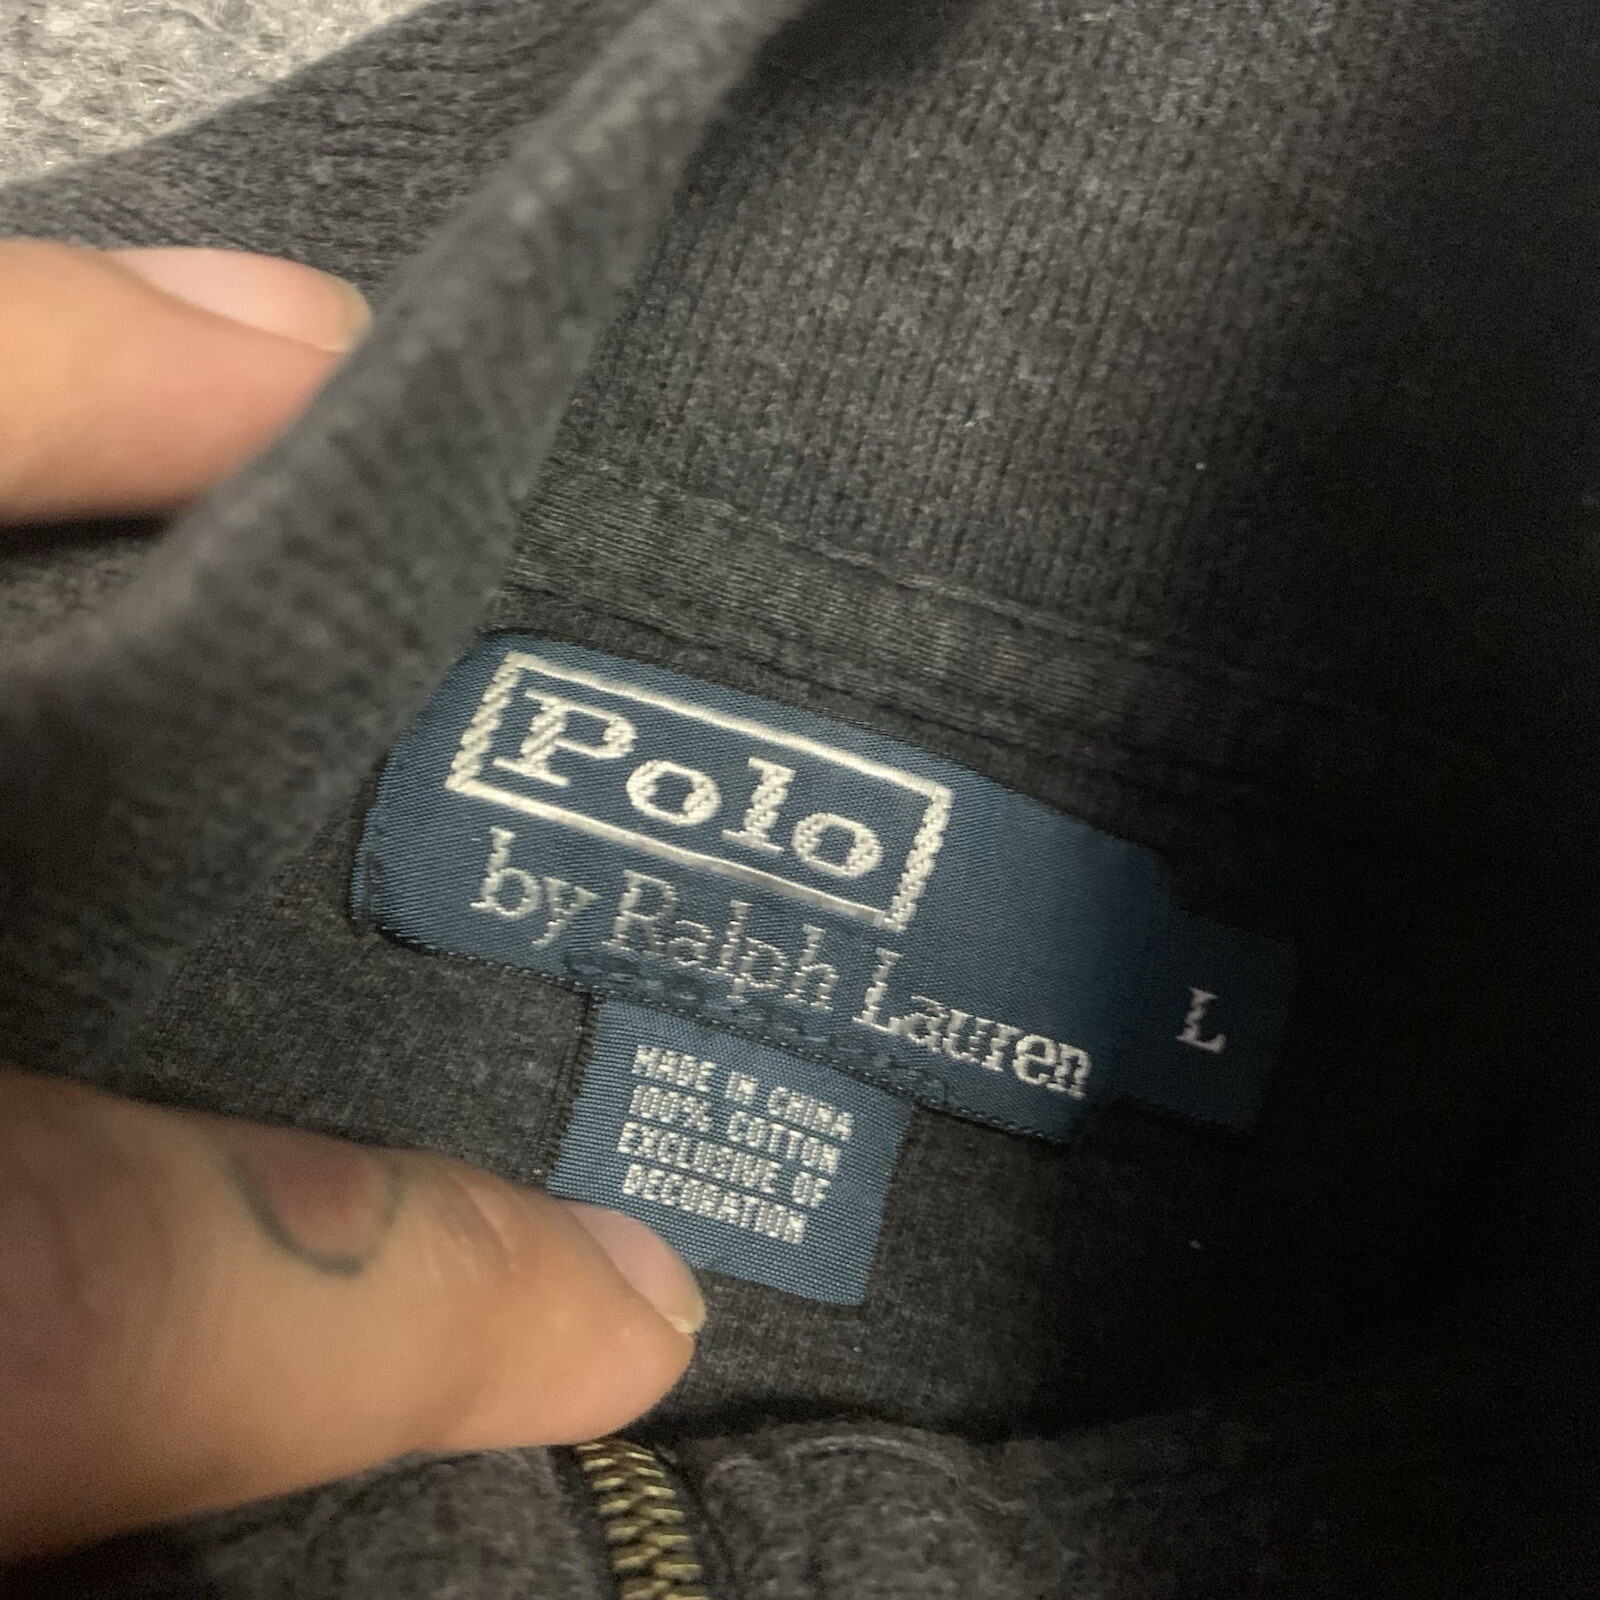 Polo
by Ralph Lauren
L
MADE IN CHINA
100% COTTON
EXCLUSIVE OF
DECORATION